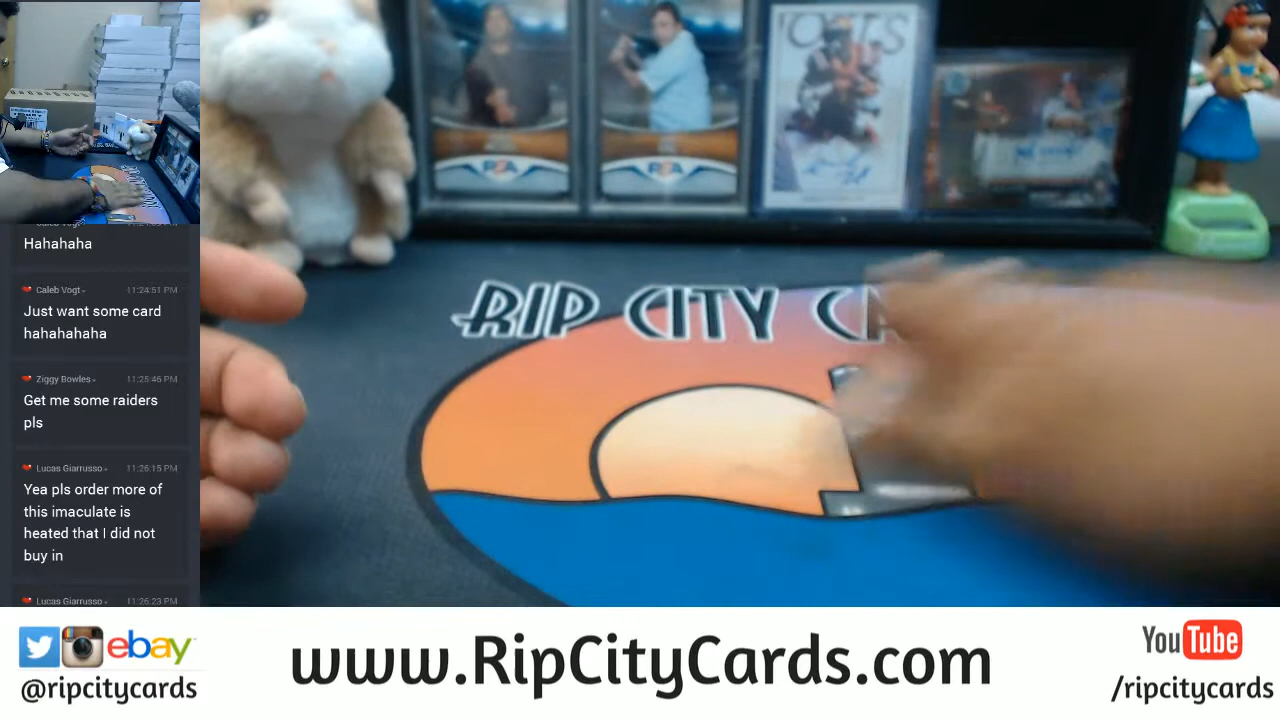 Hahahaha
Caleb Vogt 11:24:51 PM
Just want some card
hahahahaha
Ziggy Bowles 11:25:46 PM
Get me some raiders
pls
Lucas Giarrusso 11:26:15 PM
Yea pls order more of
this imaculate is
heated that I did not
buy in
Lucas Giarrusso 11:26:23 PM
RIP CITY CA
ebay
@ripcitycards
www.RipCityCards.com
YouTube
/ripcitycards